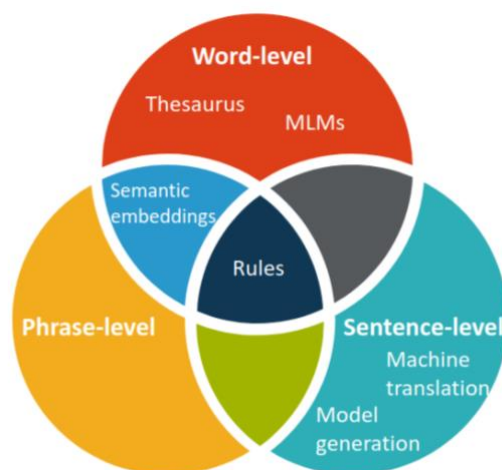 Word-level
Thesaurus
MLMs
Semantic
embeddings
Rules
Phrase-level
Sentence-level
Machine
translation
Model
generation